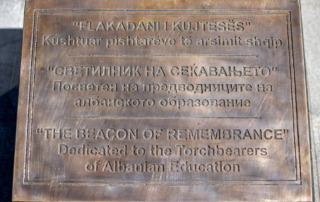 "FLAKADANI I KUJTESËS"
Kushtuar pishtarëve të arsimit shqip
"СВЕТИЛНИК НА СЕЌАВАЊЕТО"
Посветен на предводниците на
албанското образование
"THE BEACON OF REMEMBRANCE"
Dedicated to the Torchbearers
of Albanian Education